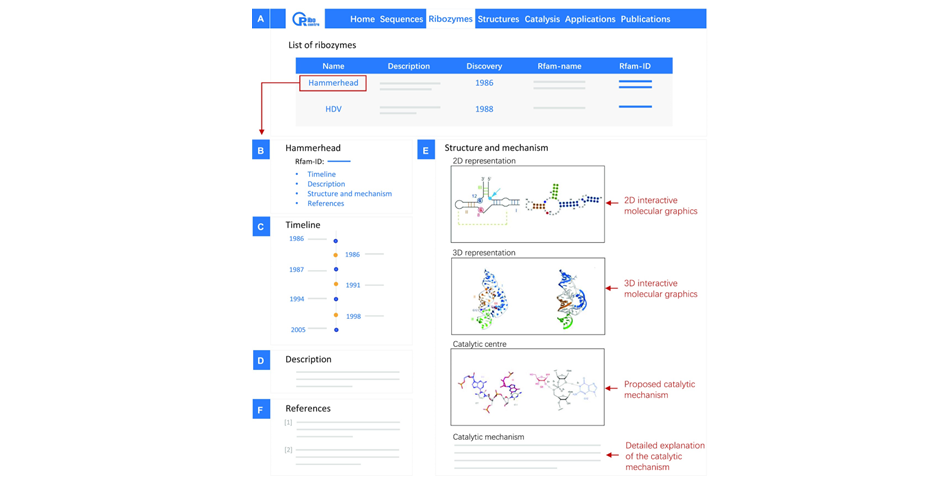 A
Ribo
centre
Home Sequences Ribozymes Structures Catalysis Applications Publications
List of ribozymes
Name Description Discovery Rfam-name Rfam-ID
Hammerhead 1986
HDV 1988
B
Hammerhead
Rfam-ID:
• Timeline
• Description
• Structure and mechanism
• References
C
Timeline
1986
1986
1987
1991
1994
1998
2005
D
Description
F
References
[1]
[2]
E
Structure and mechanism
2D representation
2D interactive
molecular graphics
3D representation
3D interactive
molecular graphics
Catalytic centre
Proposed catalytic
mechanism
Catalytic mechanism
Detailed explanation
of the catalytic
mechanism